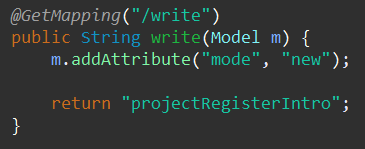 @GetMapping("/write")
public String write(Model m) {
    m.addAttribute("mode", "new");
    return "projectRegisterIntro";
}